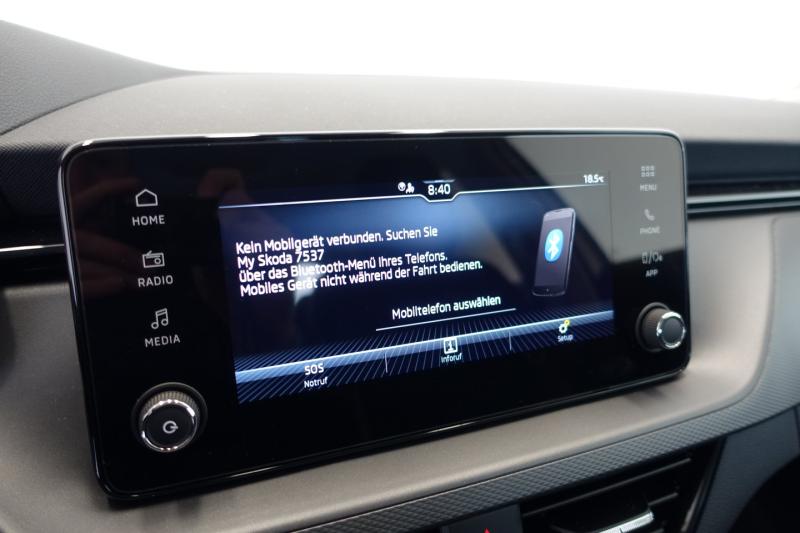 8:40
18.5°C
HOME
RADIO
MEDIA
Kein Mobilgerät verbunden. Suchen Sie
My Skoda 7537
über das Bluetooth-Menü Ihres Telefons.
Mobiles Gerät nicht während der Fahrt bedienen.
Mobiltelefon auswählen
SOS
Notruf
Inforuf
Setup
MENU
PHONE
APP